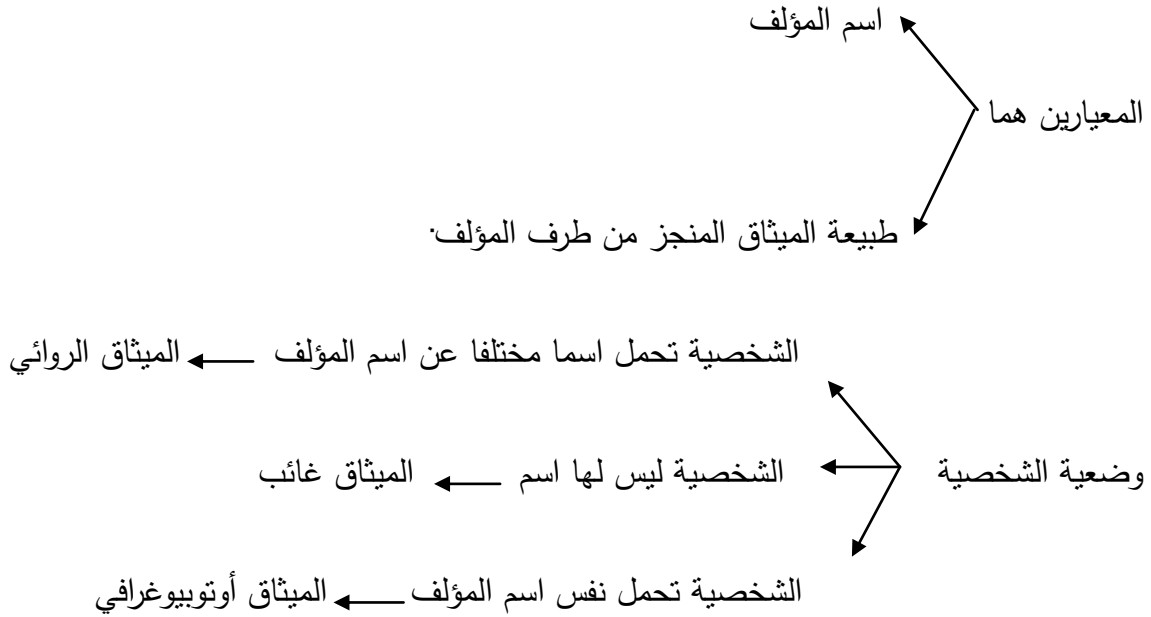 اسم المؤلف
المعيارين هما
طبيعة الميثاق المنجز من طرف المؤلف.
الشخصية تحمل اسما مختلفا عن اسم المؤلف الميثاق الروائي
وضعية الشخصية الشخصية ليس لها اسم الميثاق غائب
الشخصية تحمل نفس اسم المؤلف الميثاق أوتوبيوغرافي